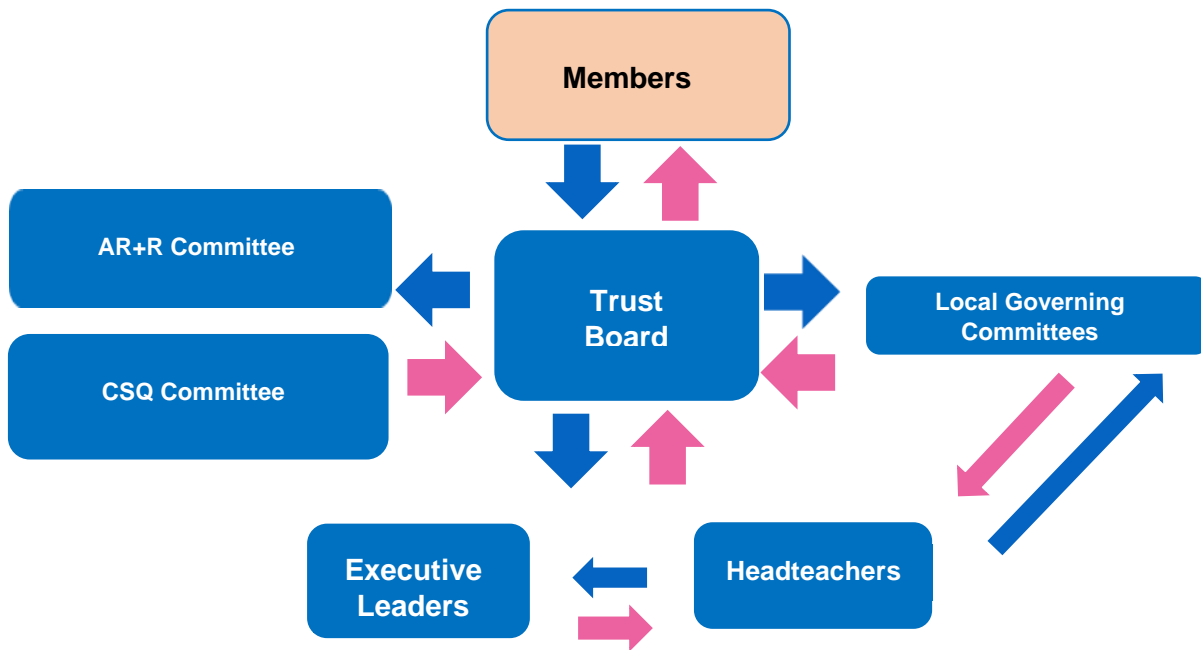 Members
AR+R Committee
Trust
Board
Local Governing
Committees
CSQ Committee
Executive
Leaders
Headteachers